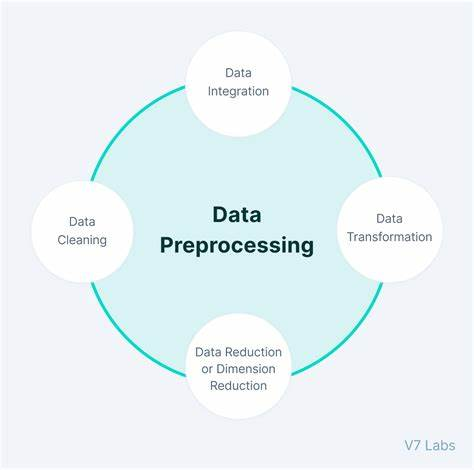 Data
Integration
Data
Cleaning
Data
Preprocessing
Data
Transformation
Data Reduction
or Dimension
Reduction
V7 Labs